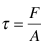 τ = F/A